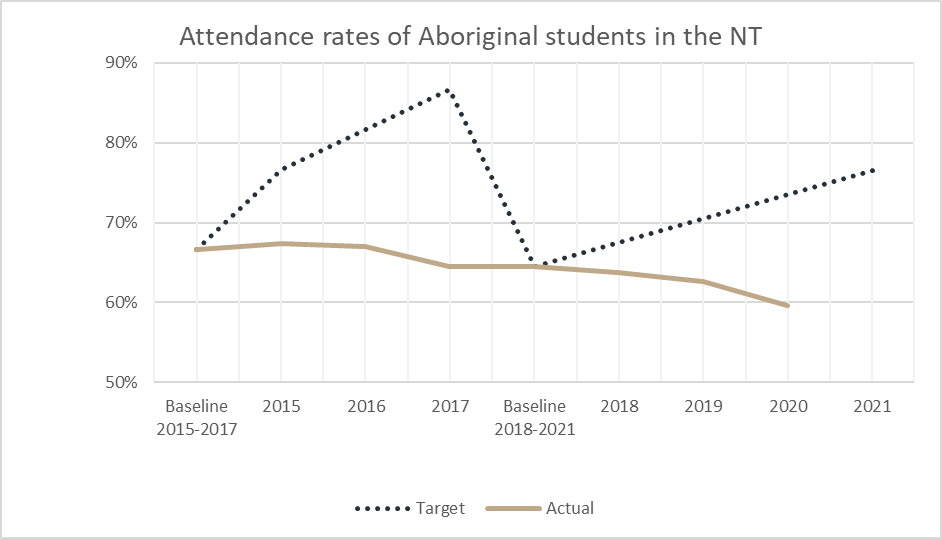 Attendance rates of Aboriginal students in the NT
90%
80%
70%
60%
50%
Baseline 2015 2016 2017 Baseline 2018 2019 2020 2021
2015-2017 2018-2021
Target Actual